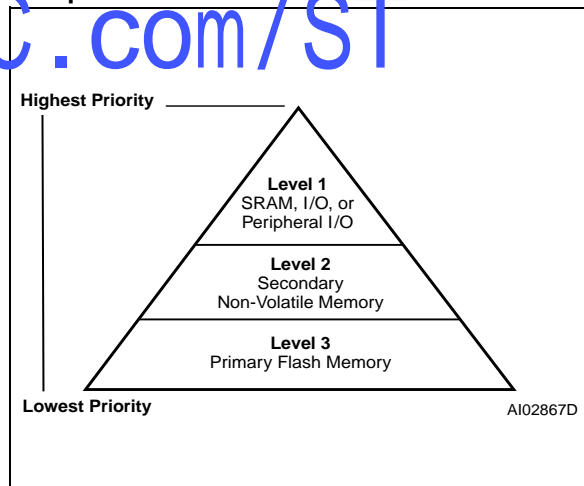 C.com/ST
Highest Priority
Level 1
SRAM, I/O, or
Peripheral I/O
Level 2
Secondary
Non-Volatile Memory
Level 3
Primary Flash Memory
Lowest Priority
AI02867D